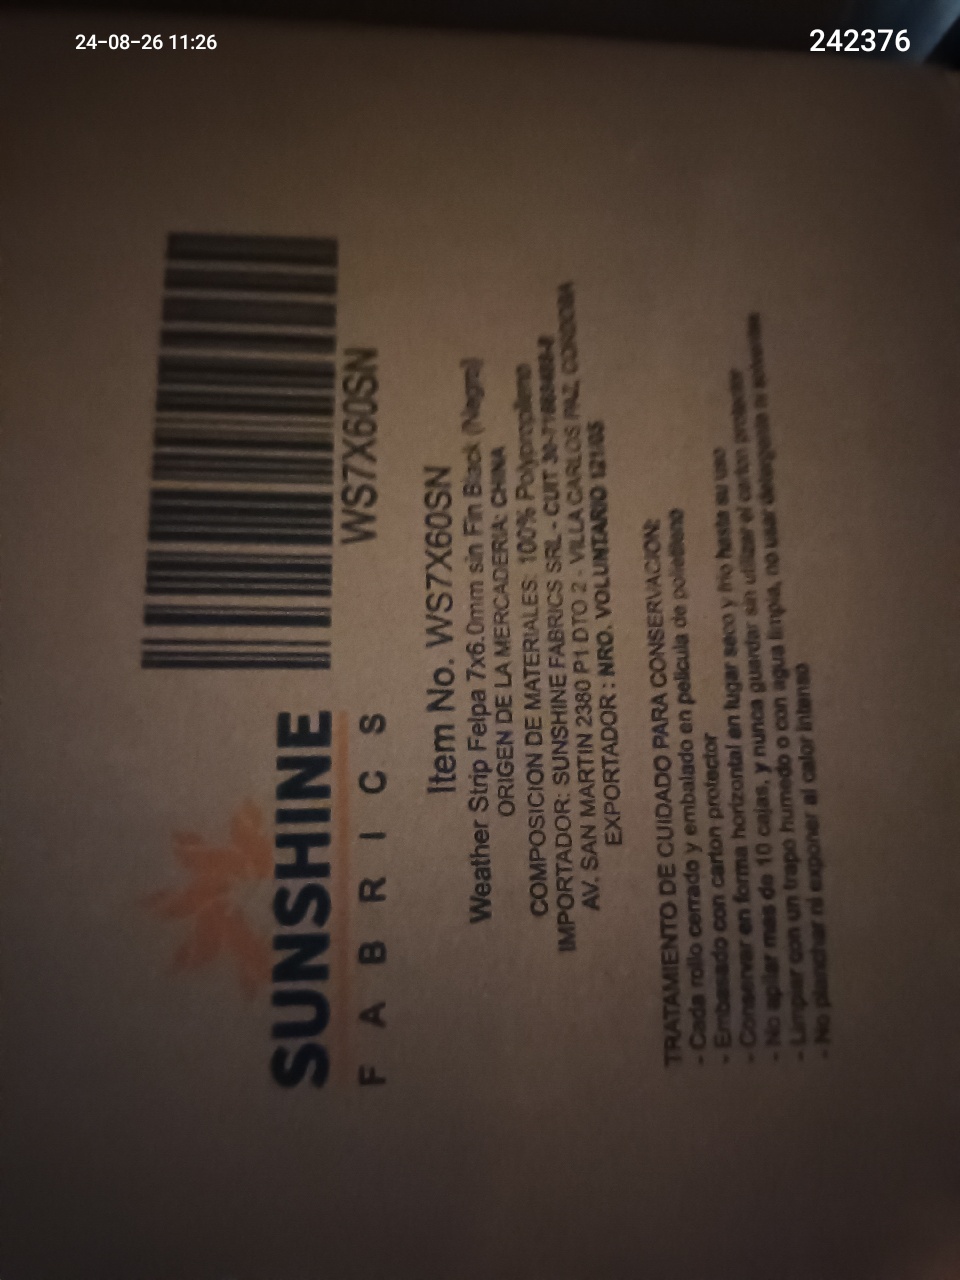 24-08-26 11:26
242376
SUNSHINE
FABRICS
WS7X60SN
Item No. WS7X60SN
Weather Strip Felpa 7x6.0mm sin Fin Black (Negro)
ORIGEN DE LA MERCADERIA: CHINA
COMPOSICION DE MATERIALES: 100% Polypropileno
IMPORTADOR: SUNSHINE FABRICS SRL - CUIT
AV. SAN MARTIN 2380 P1 DTO 2 - VILLA CARLOS PAZ, CORDOBA
EXPORTADOR : NRO. VOLUNTARIO
TRATAMIENTO DE CUIDADO PARA CONSERVACION:
- Cada rollo cerrado y embalado en pelicula de polietileno
- Embasado con carton protector
- Conservar en forma horizontal en lugar seco y frio hasta su uso
- No apilar mas de 10 cajas, y nunca guardar sin utilizar el carton protector
- Limpiar con un trapo humedo o con agua limpia, no usar detergente ni
- No planchar ni exponer al calor intenso